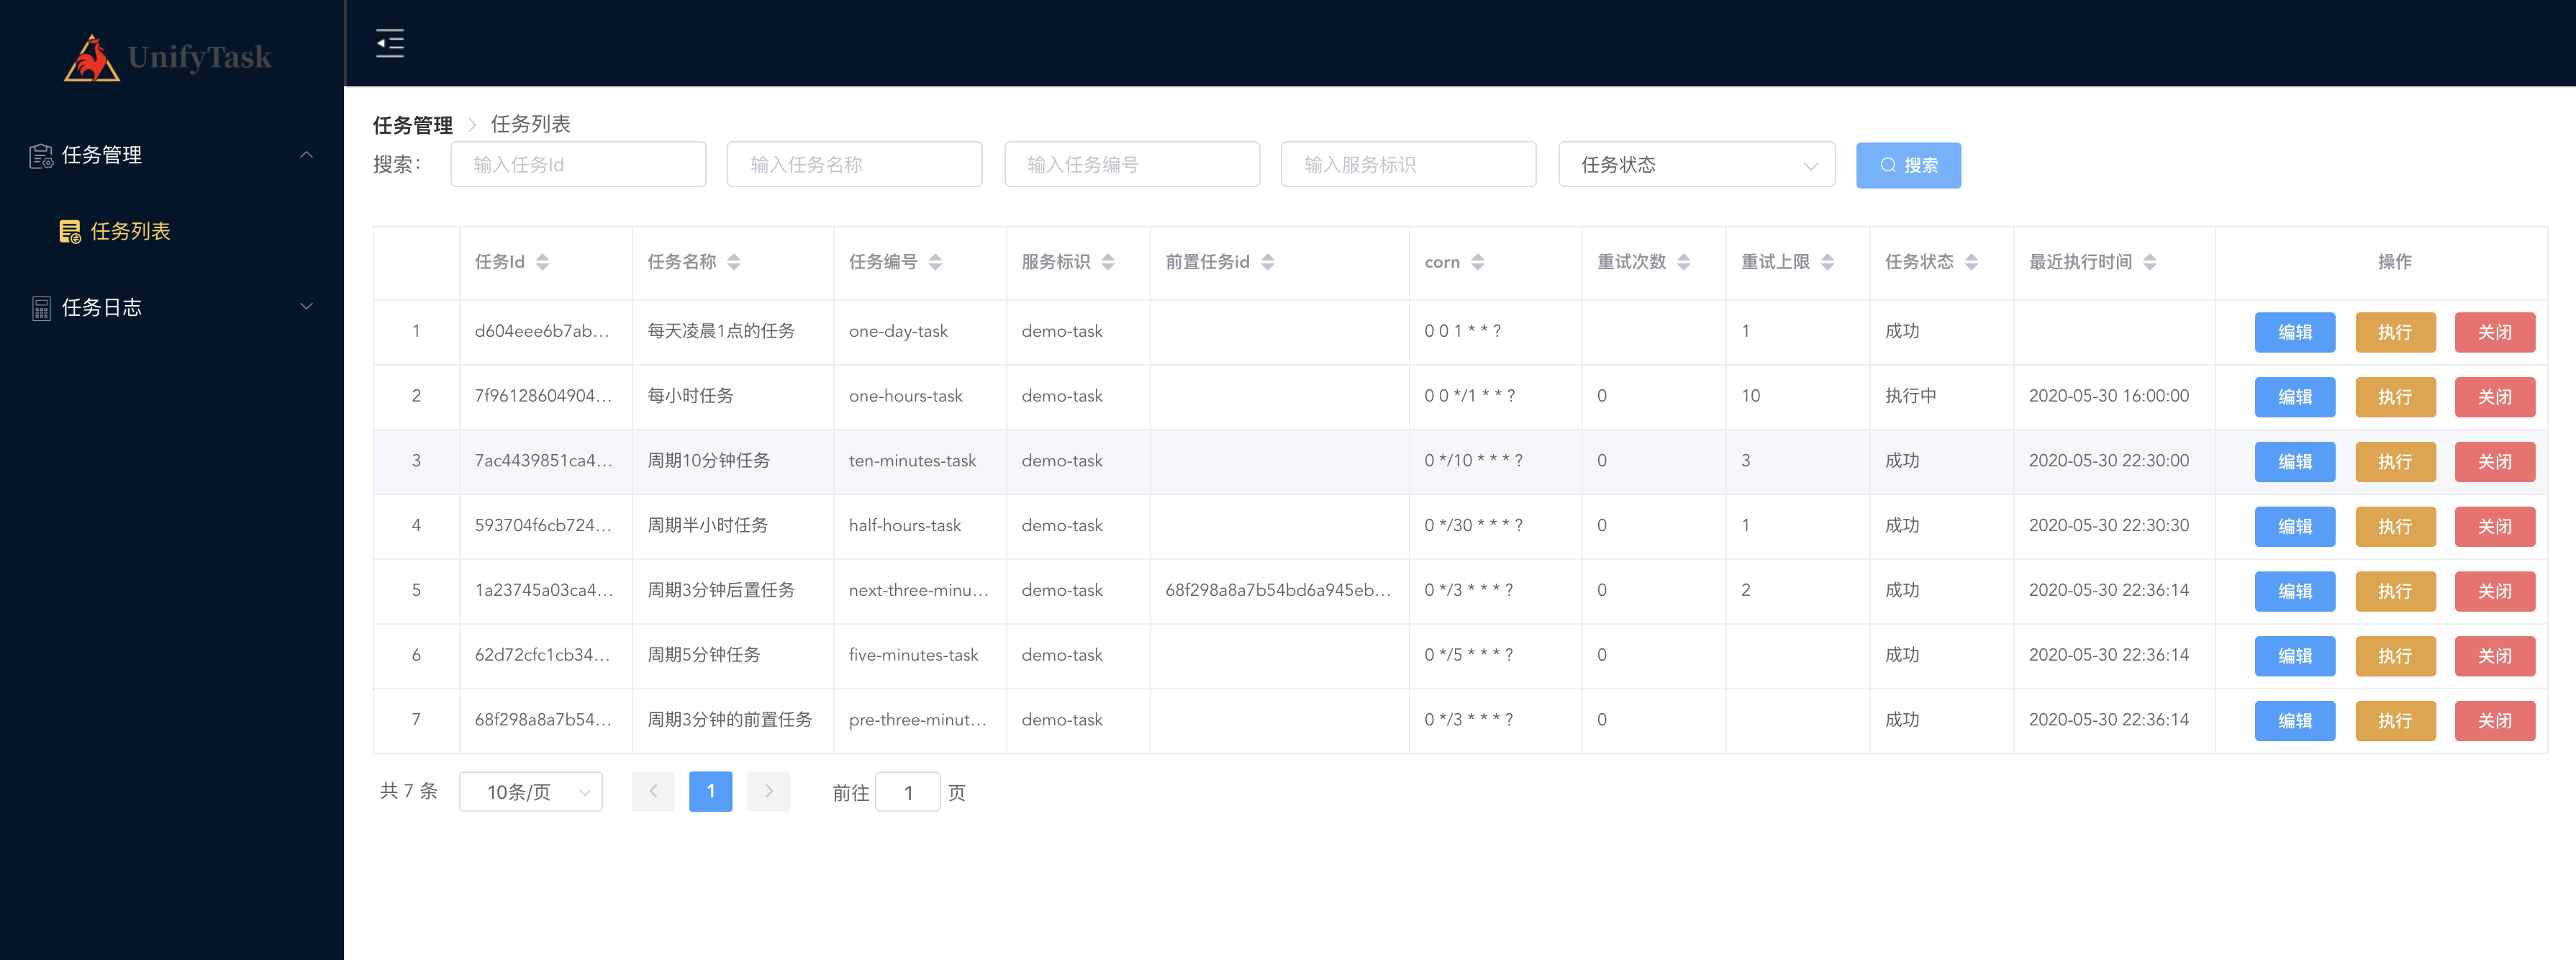 UnifyTask
任务管理
任务列表
任务日志
任务管理 > 任务列表
搜索： 输入任务Id 输入任务名称 输入任务编号 输入服务标识 任务状态 搜索
任务Id 任务名称 任务编号 服务标识 前置任务id corn 重试次数 重试上限 任务状态 最近执行时间 操作
1 d604eee6b7ab... 每天凌晨1点的任务 one-day-task demo-task 0 0 1 * * ? 1 成功 编辑 执行 关闭
2 7f96128604904... 每小时任务 one-hours-task demo-task 0 0 */1 * * ? 0 10 执行中 2020-05-30 16:00:00 编辑 执行 关闭
3 7ac4439851ca4... 周期10分钟任务 ten-minutes-task demo-task 0 */10 * * * ? 0 3 成功 2020-05-30 22:30:00 编辑 执行 关闭
4 593704f6cb724... 周期半小时任务 half-hours-task demo-task 0 */30 * * * ? 0 1 成功 2020-05-30 22:30:30 编辑 执行 关闭
5 1a23745a03ca4... 周期3分钟后置任务 next-three-minu... demo-task 68f298a8a7b54bd6a945eb... 0 */3 * * * ? 0 2 成功 2020-05-30 22:36:14 编辑 执行 关闭
6 62d72cfc1cb34... 周期5分钟任务 five-minutes-task demo-task 0 */5 * * * ? 0 成功 2020-05-30 22:36:14 编辑 执行 关闭
7 68f298a8a7b54... 周期3分钟的前置任务 pre-three-minut... demo-task 0 */3 * * * ? 0 成功 2020-05-30 22:36:14 编辑 执行 关闭
共 7 条 10条/页 1 前往 1 页